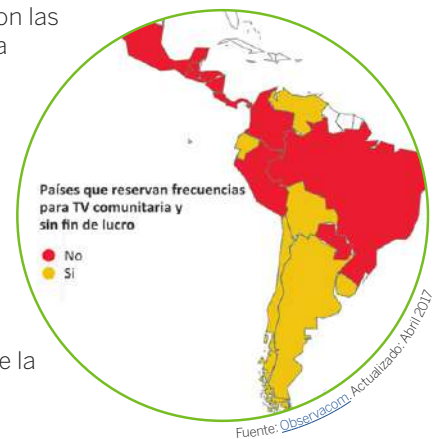 on las
a
Países que reservan frecuencias
para TV comunitaria y
sin fin de lucro
No
Si
e la
Fuente: Observacom. Actualizado: Abril 2017